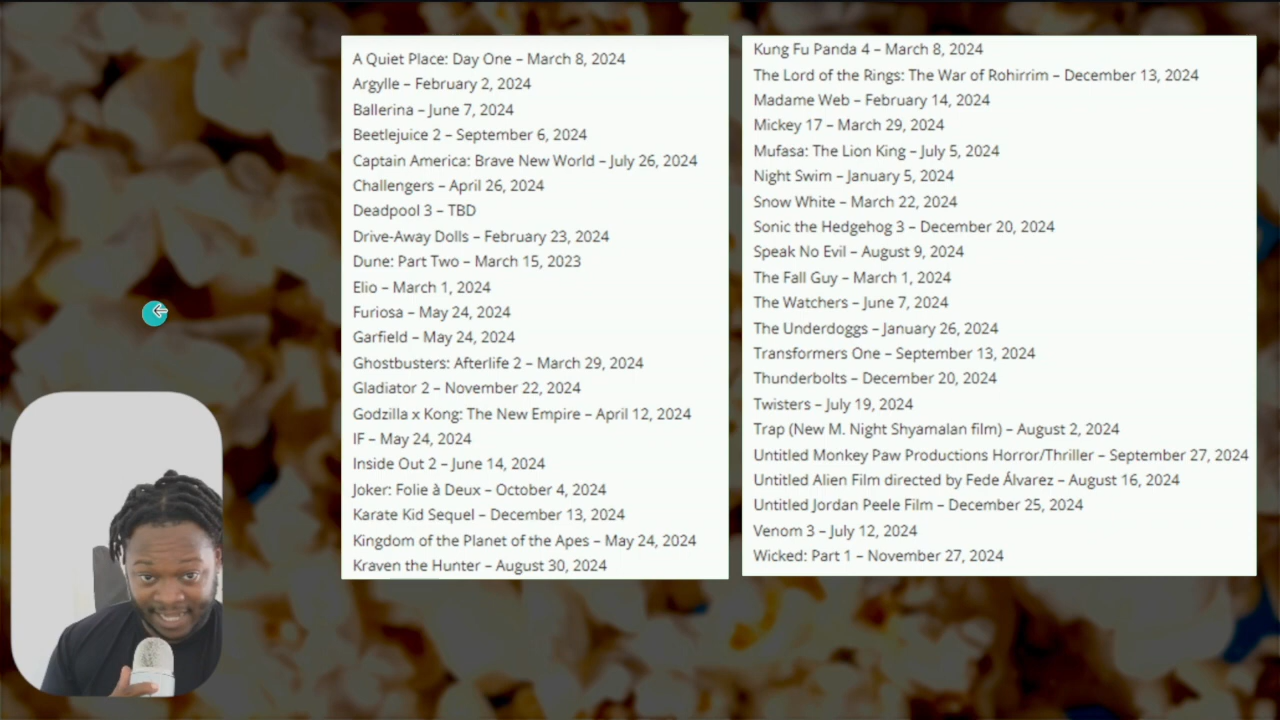 A Quiet Place: Day One – March 8, 2024
Argylle – February 2, 2024
Ballerina – June 7, 2024
Beetlejuice 2 – September 6, 2024
Captain America: Brave New World – July 26, 2024
Challengers – April 26, 2024
Deadpool 3 – TBD
Drive-Away Dolls – February 23, 2024
Dune: Part Two – March 15, 2023
Elio – March 1, 2024
Furiosa – May 24, 2024
Garfield – May 24, 2024
Ghostbusters: Afterlife 2 – March 29, 2024
Gladiator 2 – November 22, 2024
Godzilla x Kong: The New Empire – April 12, 2024
IF – May 24, 2024
Inside Out 2 – June 14, 2024
Joker: Folie à Deux – October 4, 2024
Karate Kid Sequel – December 13, 2024
Kingdom of the Planet of the Apes – May 24, 2024
Kraven the Hunter – August 30, 2024
Kung Fu Panda 4 – March 8, 2024
The Lord of the Rings: The War of Rohirrim – December 13, 2024
Madame Web – February 14, 2024
Mickey 17 – March 29, 2024
Mufasa: The Lion King – July 5, 2024
Night Swim – January 5, 2024
Snow White – March 22, 2024
Sonic the Hedgehog 3 – December 20, 2024
Speak No Evil – August 9, 2024
The Fall Guy – March 1, 2024
The Watchers – June 7, 2024
The Underdoggs – January 26, 2024
Transformers One – September 13, 2024
Thunderbolts – December 20, 2024
Twisters – July 19, 2024
Trap (New M. Night Shyamalan film) – August 2, 2024
Untitled Monkey Paw Productions Horror/Thriller – September 27, 2024
Untitled Alien Film directed by Fede Álvarez – August 16, 2024
Untitled Jordan Peele Film – December 25, 2024
Venom 3 – July 12, 2024
Wicked: Part 1 – November 27, 2024